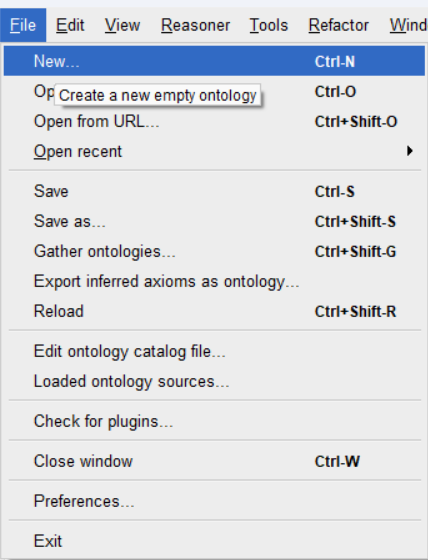 File Edit View Reasoner Tools Refactor Wind
New... Ctrl-N
Op Create a new empty ontology Ctrl-O
Open from URL... Ctrl+Shift-O
Open recent
Save Ctrl-S
Save as... Ctrl+Shift-S
Gather ontologies... Ctrl+Shift-G
Export inferred axioms as ontology...
Reload Ctrl+Shift-R
Edit ontology catalog file...
Loaded ontology sources...
Check for plugins...
Close window Ctrl-W
Preferences...
Exit